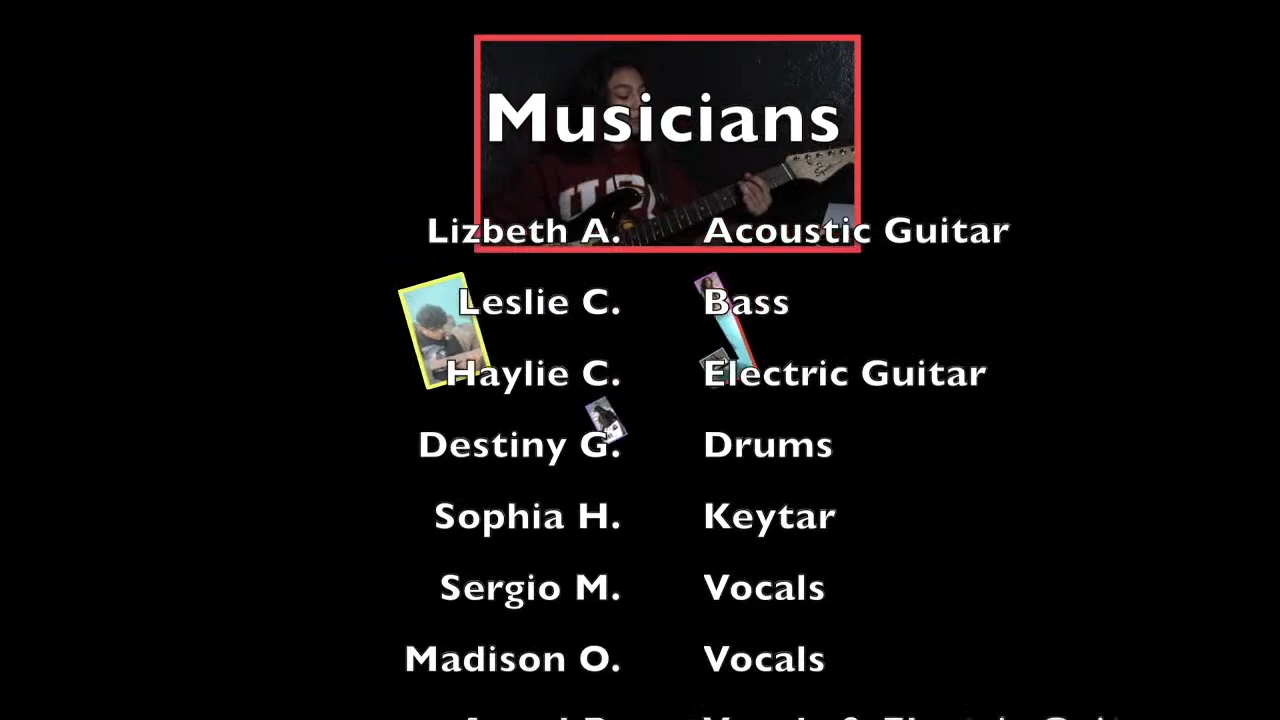 Musicians
Lizbeth A. Acoustic Guitar
Leslie C. Bass
Haylie C. Electric Guitar
Destiny G. Drums
Sophia H. Keytar
Sergio M. Vocals
Madison O. Vocals